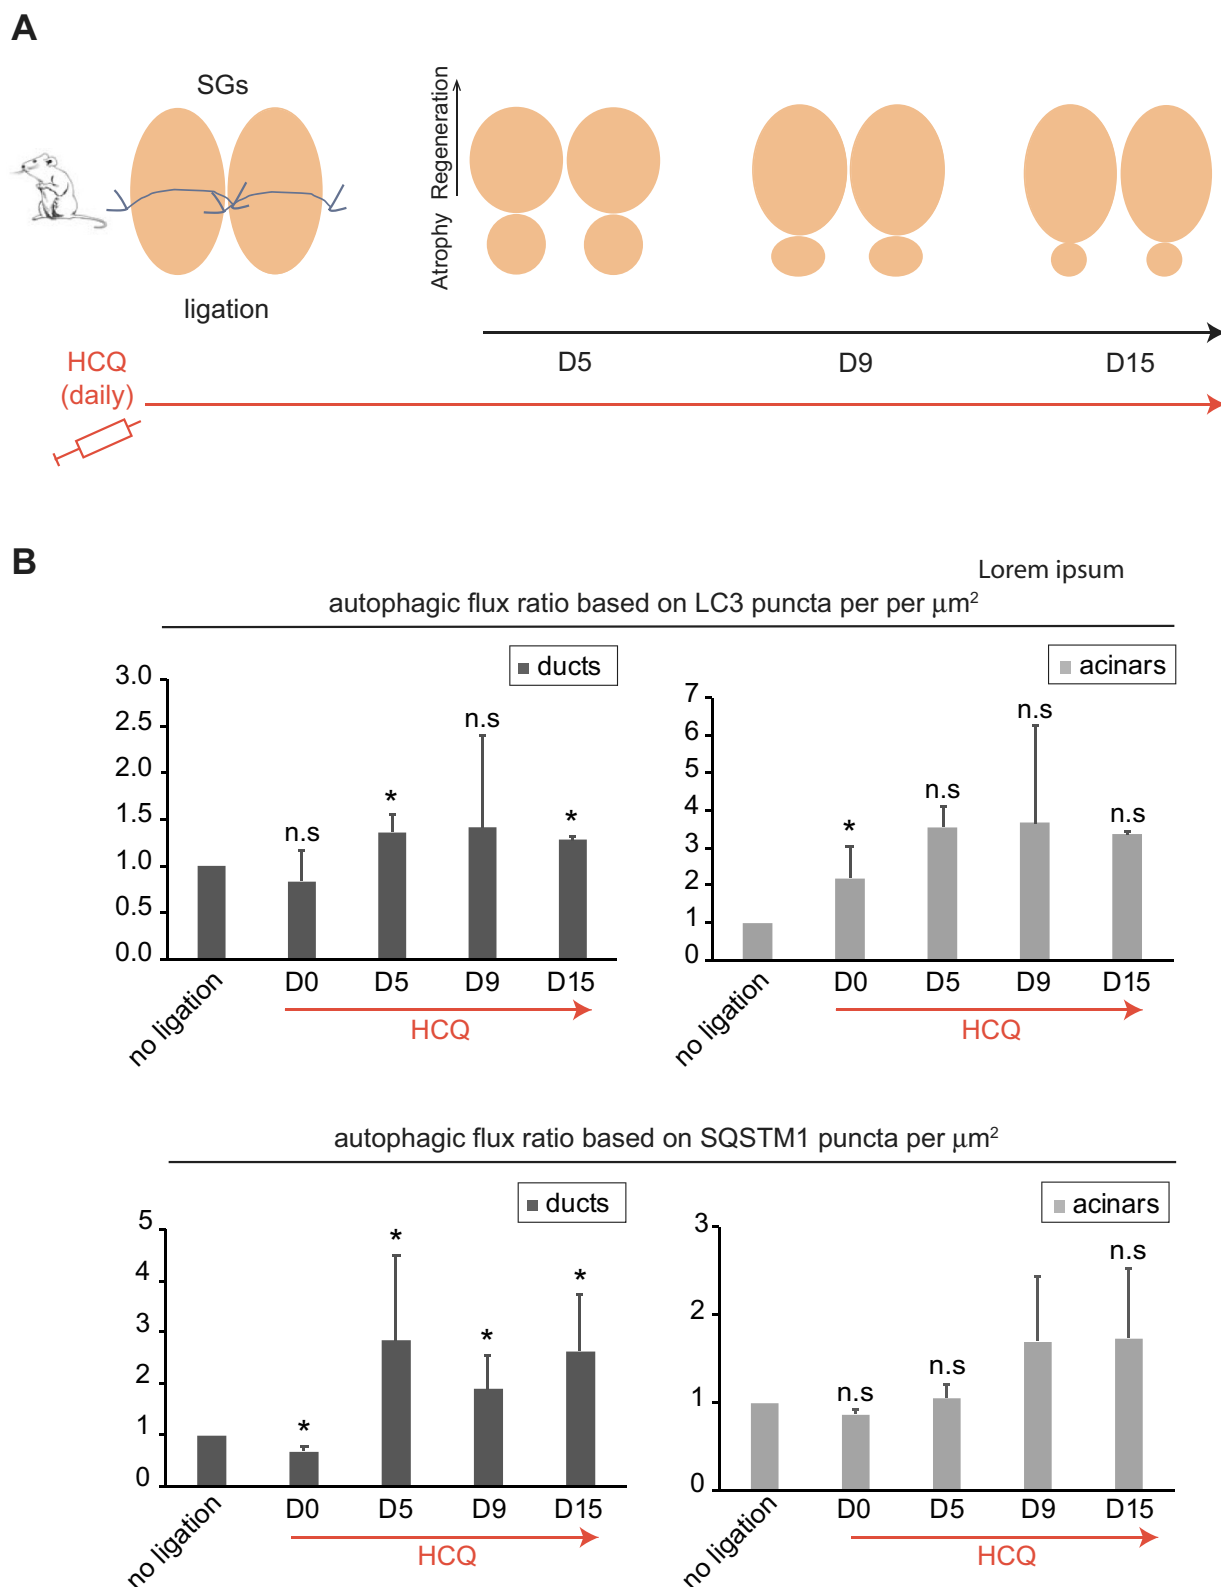 A
SGs
ligation
Atrophy Regeneration
D5 D9 D15
HCQ
(daily)
B
Lorem ipsum
autophagic flux ratio based on LC3 puncta per per μm²
ducts
3.0
2.5
2.0
1.5
1.0
0.5
0.0
n.s
*
n.s
*
no ligation D0 D5 D9 D15
HCQ
acinars
7
6
5
4
3
2
1
0
*
n.s
n.s
n.s
no ligation D0 D5 D9 D15
HCQ
autophagic flux ratio based on SQSTM1 puncta per μm²
ducts
5
4
3
2
1
0
*
*
*
*
no ligation D0 D5 D9 D15
HCQ
acinars
3
2
1
0
n.s
n.s
n.s
no ligation D0 D5 D9 D15
HCQ